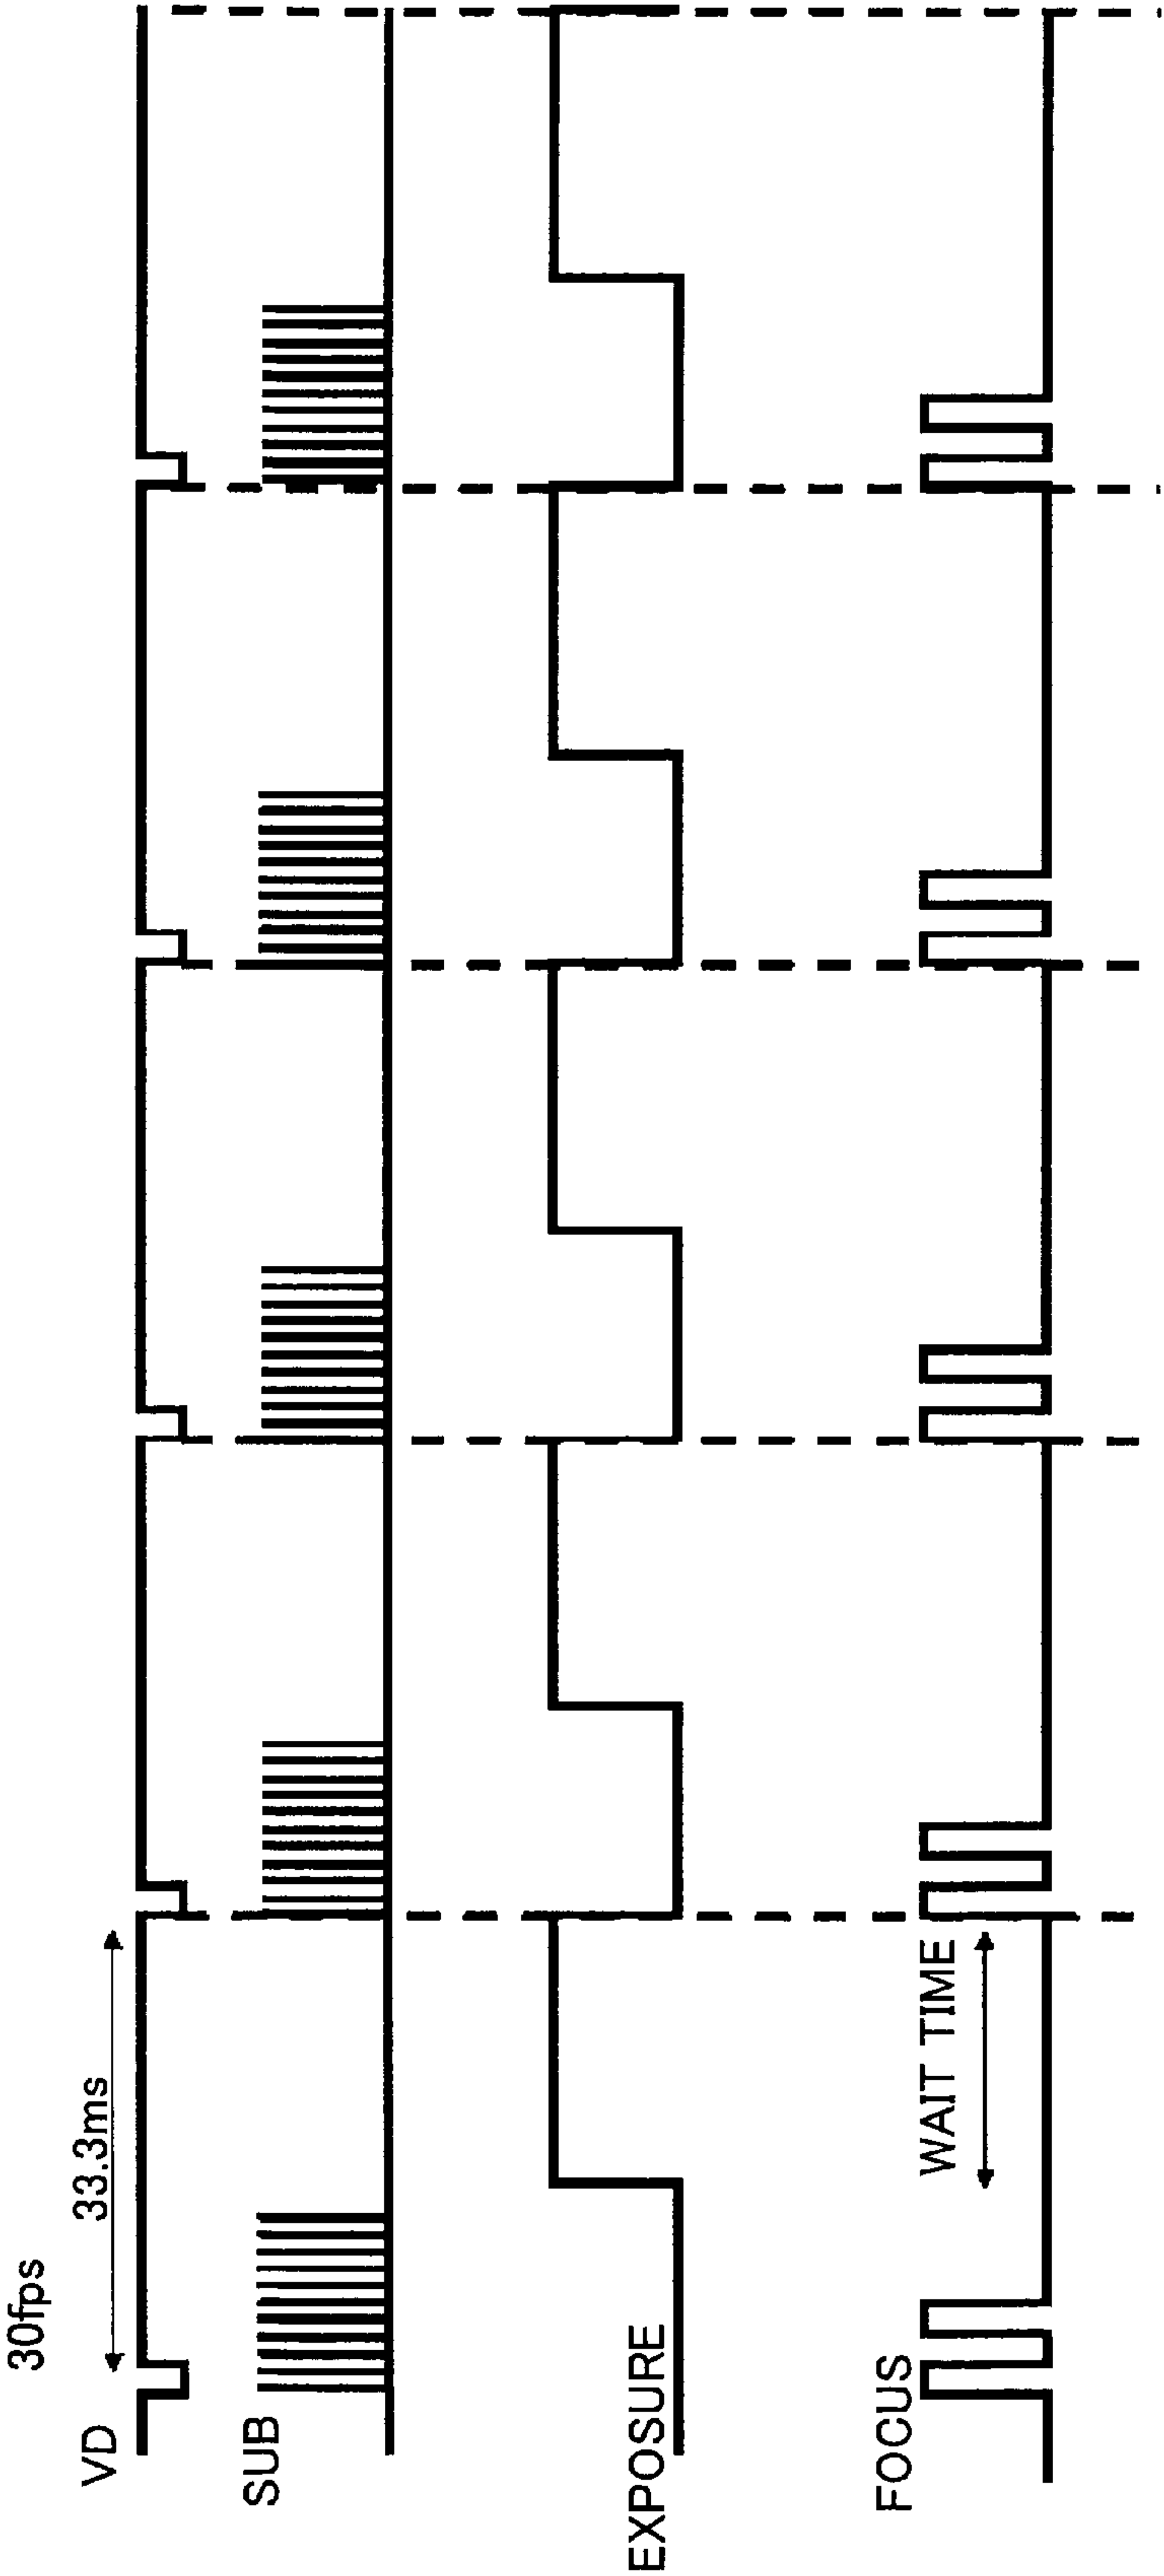 30fps
33.3ms
VD
SUB
EXPOSURE
FOCUS
WAIT TIME